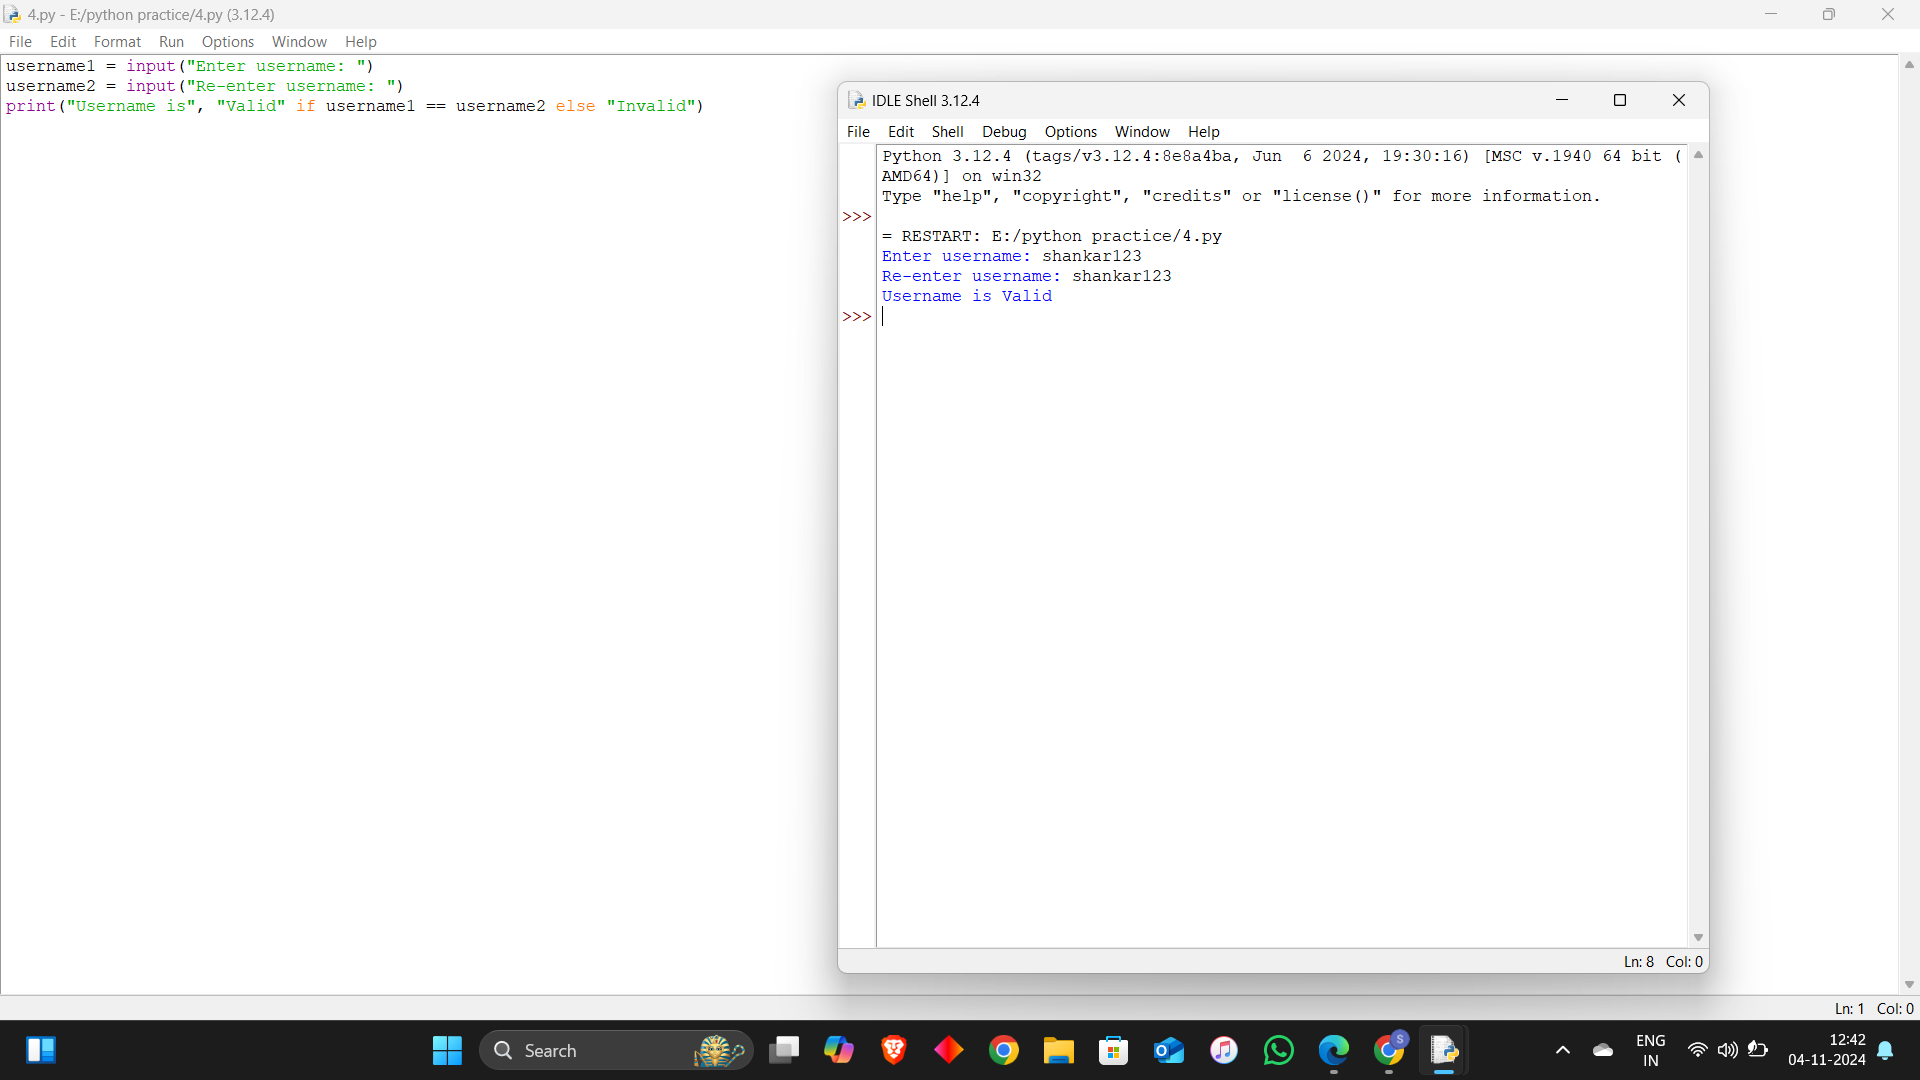 4.py - E:/python practice/4.py (3.12.4)
File Edit Format Run Options Window Help
username1 = input("Enter username: ")
username2 = input("Re-enter username: ")
print("Username is", "Valid" if username1 == username2 else "Invalid")
IDLE Shell 3.12.4
File Edit Shell Debug Options Window Help
Python 3.12.4 (tags/v3.12.4:8e8a4ba, Jun  6 2024, 19:30:16) [MSC v.1940 64 bit (
AMD64)] on win32
Type "help", "copyright", "credits" or "license()" for more information.
>>>
= RESTART: E:/python practice/4.py
Enter username: shankar123
Re-enter username: shankar123
Username is Valid
>>>
Ln: 8 Col: 0
Ln: 1 Col: 0
Search
S
ENG
IN
12:42
04-11-2024